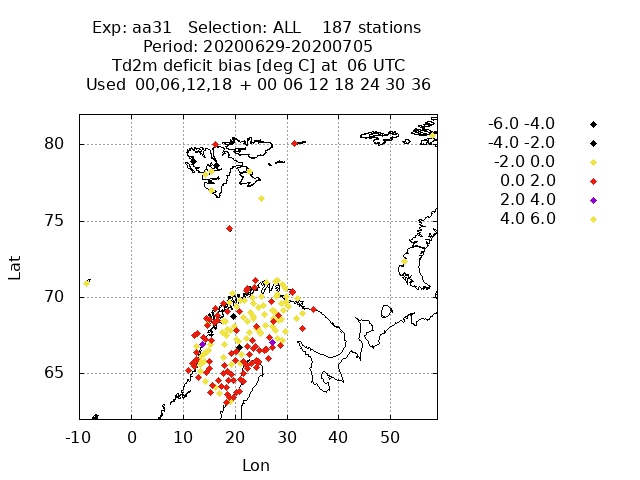 Exp: aa31 Selection: ALL 187 stations
Period: 20200629-20200705
Td2m deficit bias [deg C] at 06 UTC
Used 00,06,12,18 + 00 06 12 18 24 30 36
-6.0 -4.0
-4.0 -2.0
-2.0 0.0
0.0 2.0
2.0 4.0
4.0 6.0
80
75
70
65
Lat
-10 0 10 20 30 40 50
Lon